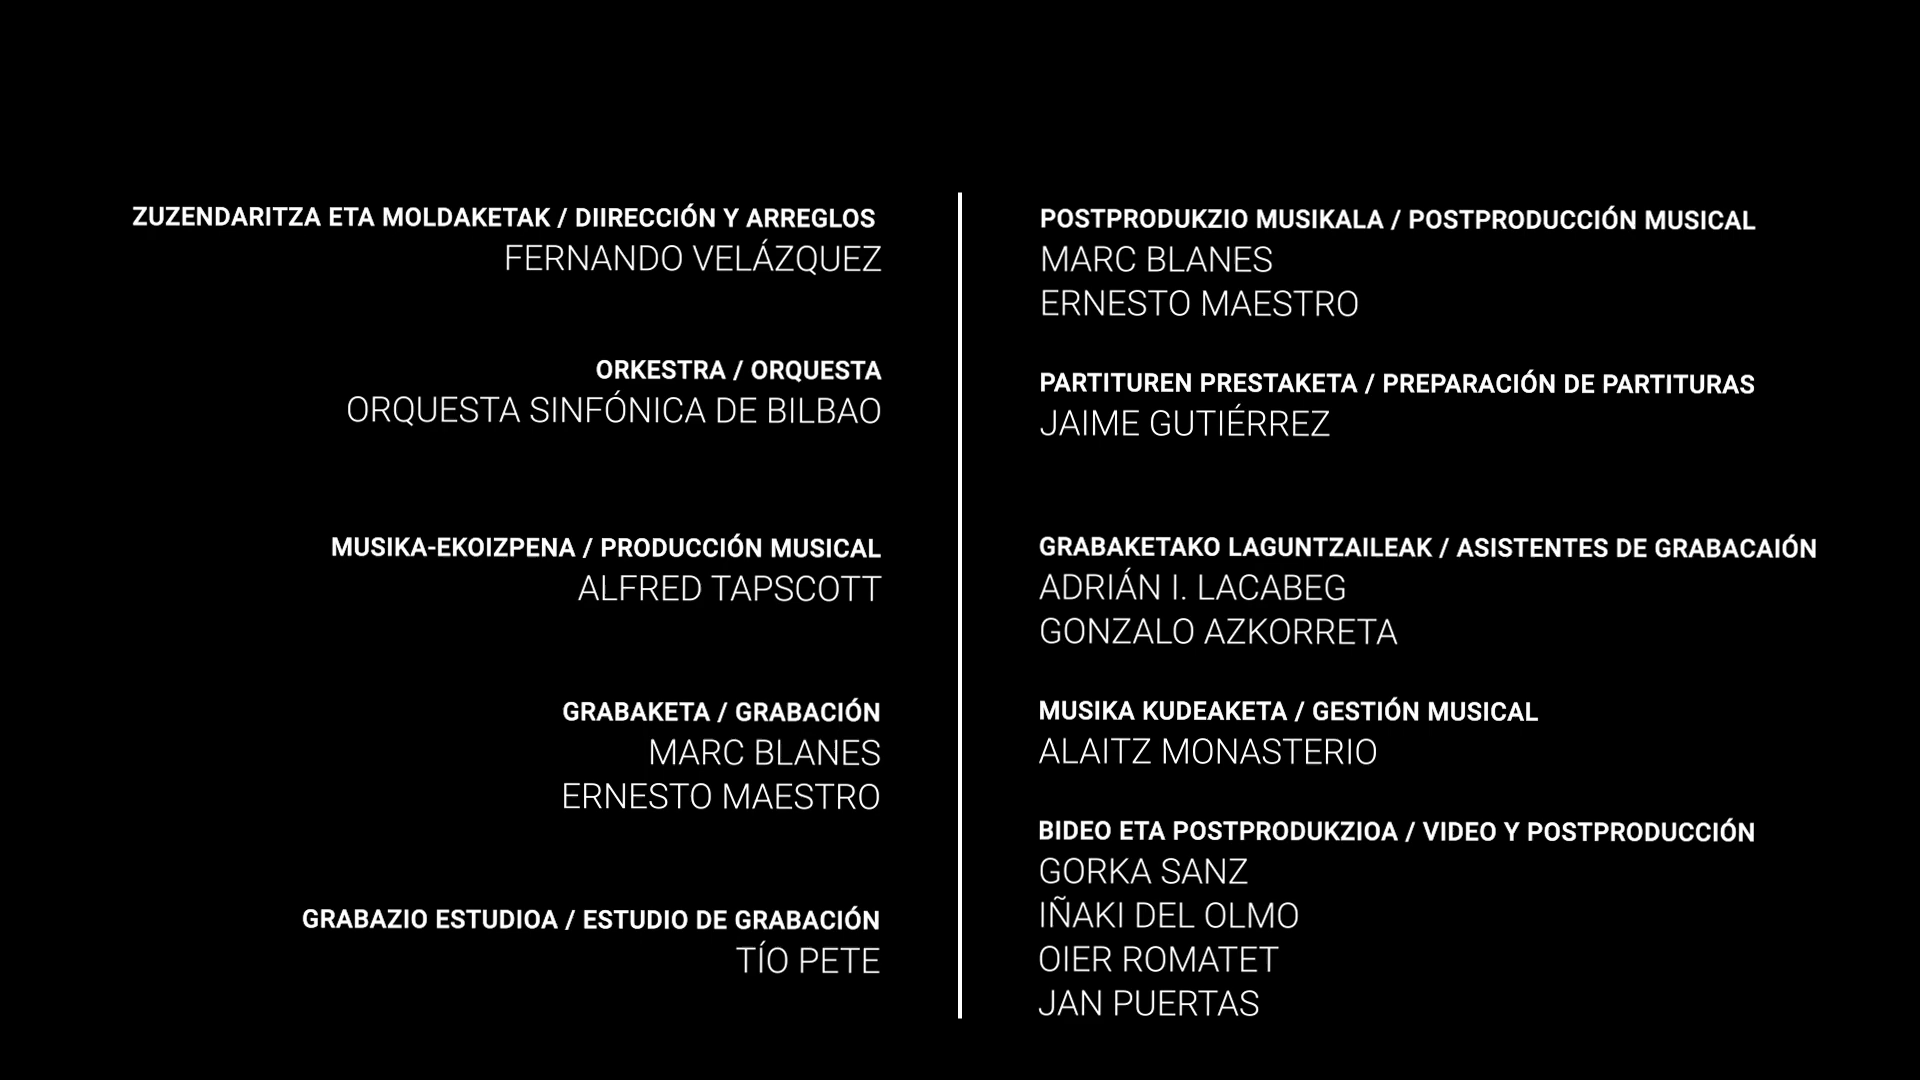 ZUZENDARITZA ETA MOLDAKETAK / DIIRECCIÓN Y ARREGLOS
FERNANDO VELÁZQUEZ
ORKESTRA / ORQUESTA
ORQUESTA SINFÓNICA DE BILBAO
MUSIKA-EKOIZPENA / PRODUCCIÓN MUSICAL
ALFRED TAPSCOTT
GRABAKETA / GRABACIÓN
MARC BLANES
ERNESTO MAESTRO
GRABAZIO ESTUDIOA / ESTUDIO DE GRABACIÓN
TÍO PETE
POSTPRODUKZIO MUSIKALA / POSTPRODUCCIÓN MUSICAL
MARC BLANES
ERNESTO MAESTRO
PARTITUREN PRESTAKETA / PREPARACIÓN DE PARTITURAS
JAIME GUTIÉRREZ
GRABAKETAKO LAGUNTZAILEAK / ASISTENTES DE GRABACAIÓN
ADRIÁN I. LACABEG
GONZALO AZKORRETA
MUSIKA KUDEAKETA / GESTIÓN MUSICAL
ALAITZ MONASTERIO
BIDEO ETA POSTPRODUKZIOA / VIDEO Y POSTPRODUCCIÓN
GORKA SANZ
IÑAKI DEL OLMO
OIER ROMATET
JAN PUERTAS